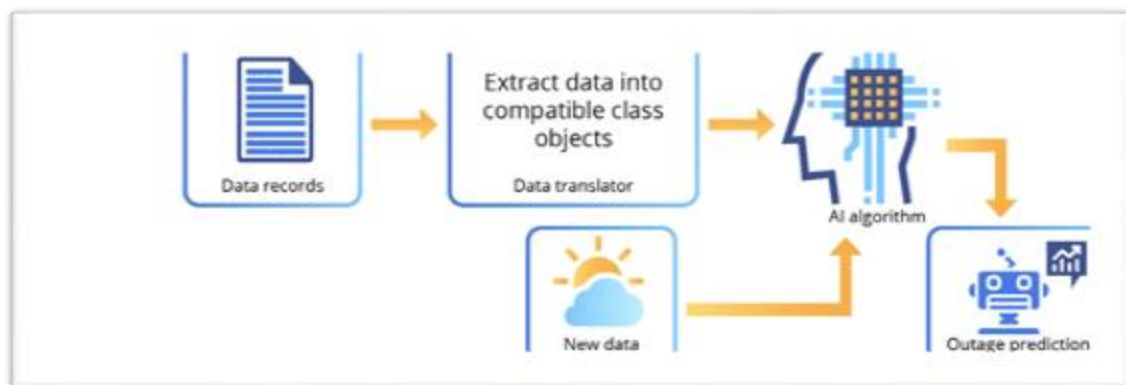 Extract data into
compatible class
objects
Data records
Data translator
AI algorithm
New data
Outage prediction